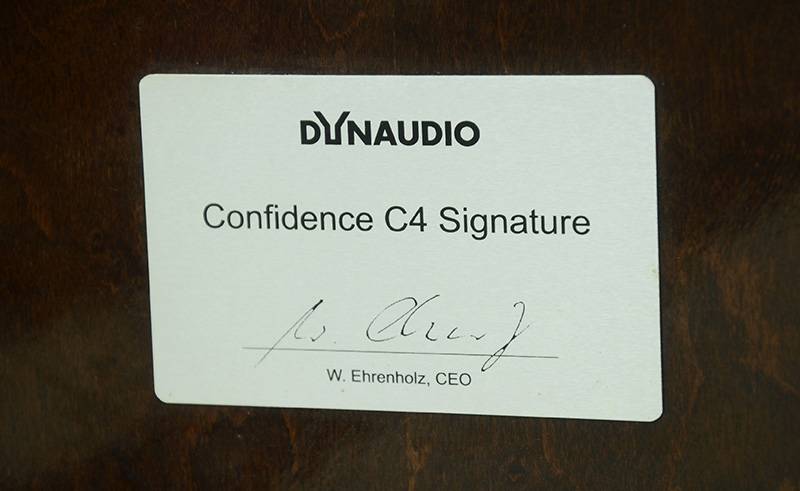 DYNAUDIO
Confidence C4 Signature
W. Ehrenholz, CEO